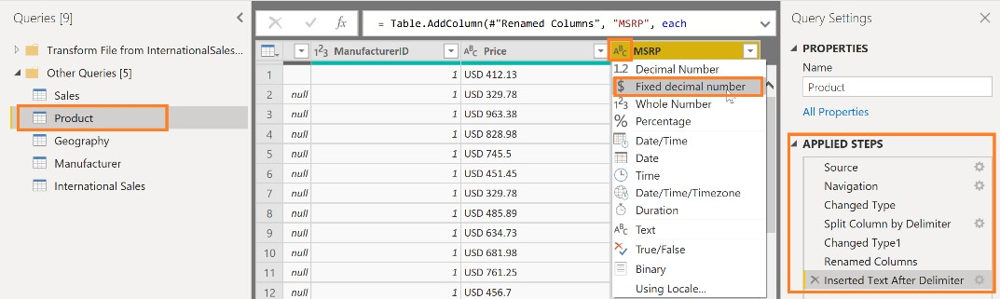 Queries [9]
Transform File from InternationalSales...
Other Queries [5]
Sales
Product
Geography
Manufacturer
International Sales
= Table.AddColumn(#"Renamed Columns", "MSRP", each
1²3 ManufacturerID
ABC Price
ABC MSRP
1 1 USD 412.13
2 null 1 USD 329.78
3 null 1 USD 963.38
4 null 1 USD 828.98
5 null 1 USD 745.5
6 null 1 USD 451.45
7 null 1 USD 329.78
8 null 1 USD 485.89
9 null 1 USD 634.73
10 null 1 USD 681.98
11 null 1 USD 761.25
12 null 1 USD 456.7
1.2 Decimal Number
$ Fixed decimal number
1²3 Whole Number
% Percentage
Date/Time
Date
Time
Date/Time/Timezone
Duration
ABC Text
True/False
Binary
Using Locale...
Query Settings
PROPERTIES
Name
Product
All Properties
APPLIED STEPS
Source
Navigation
Changed Type
Split Column by Delimiter
Changed Type1
Renamed Columns
Inserted Text After Delimiter